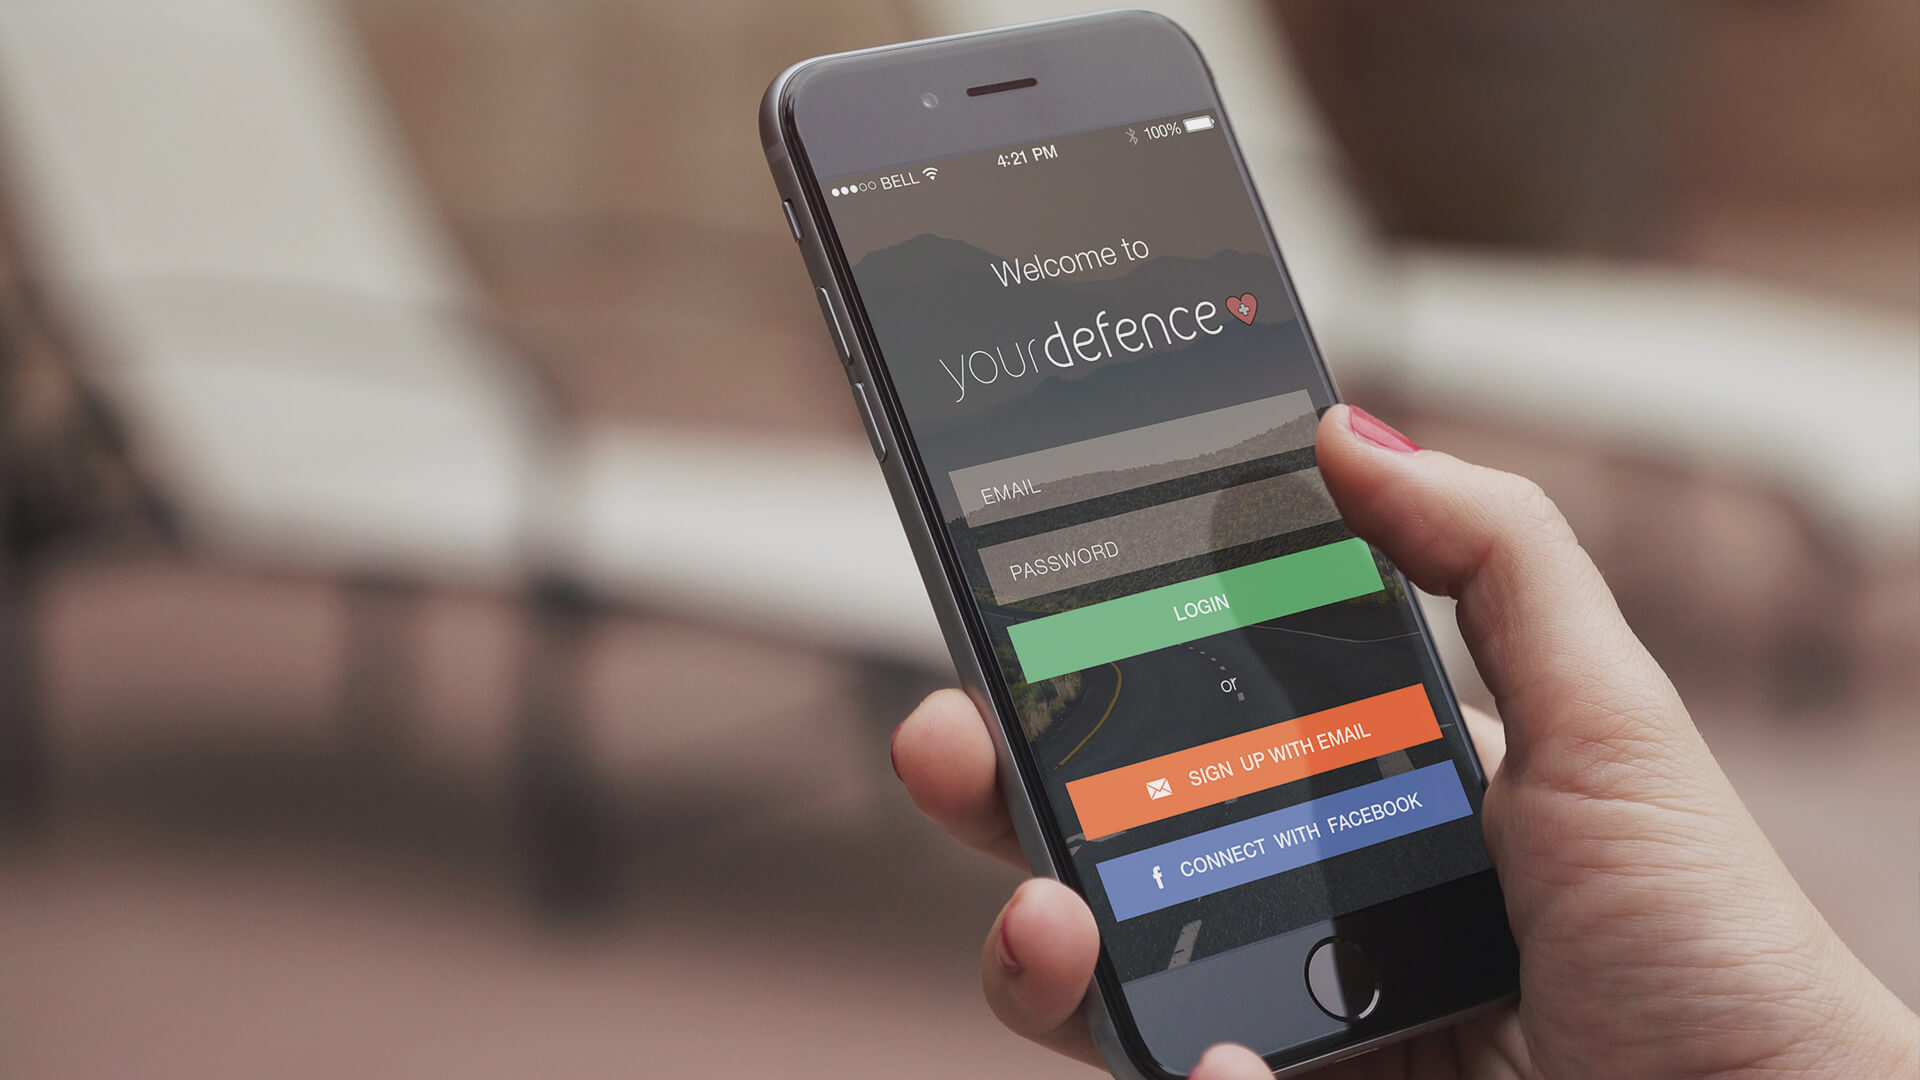 BELL 4:21 PM 100%
Welcome to
yourdefence
EMAIL
PASSWORD
LOGIN
or
SIGN UP WITH EMAIL
f CONNECT WITH FACEBOOK